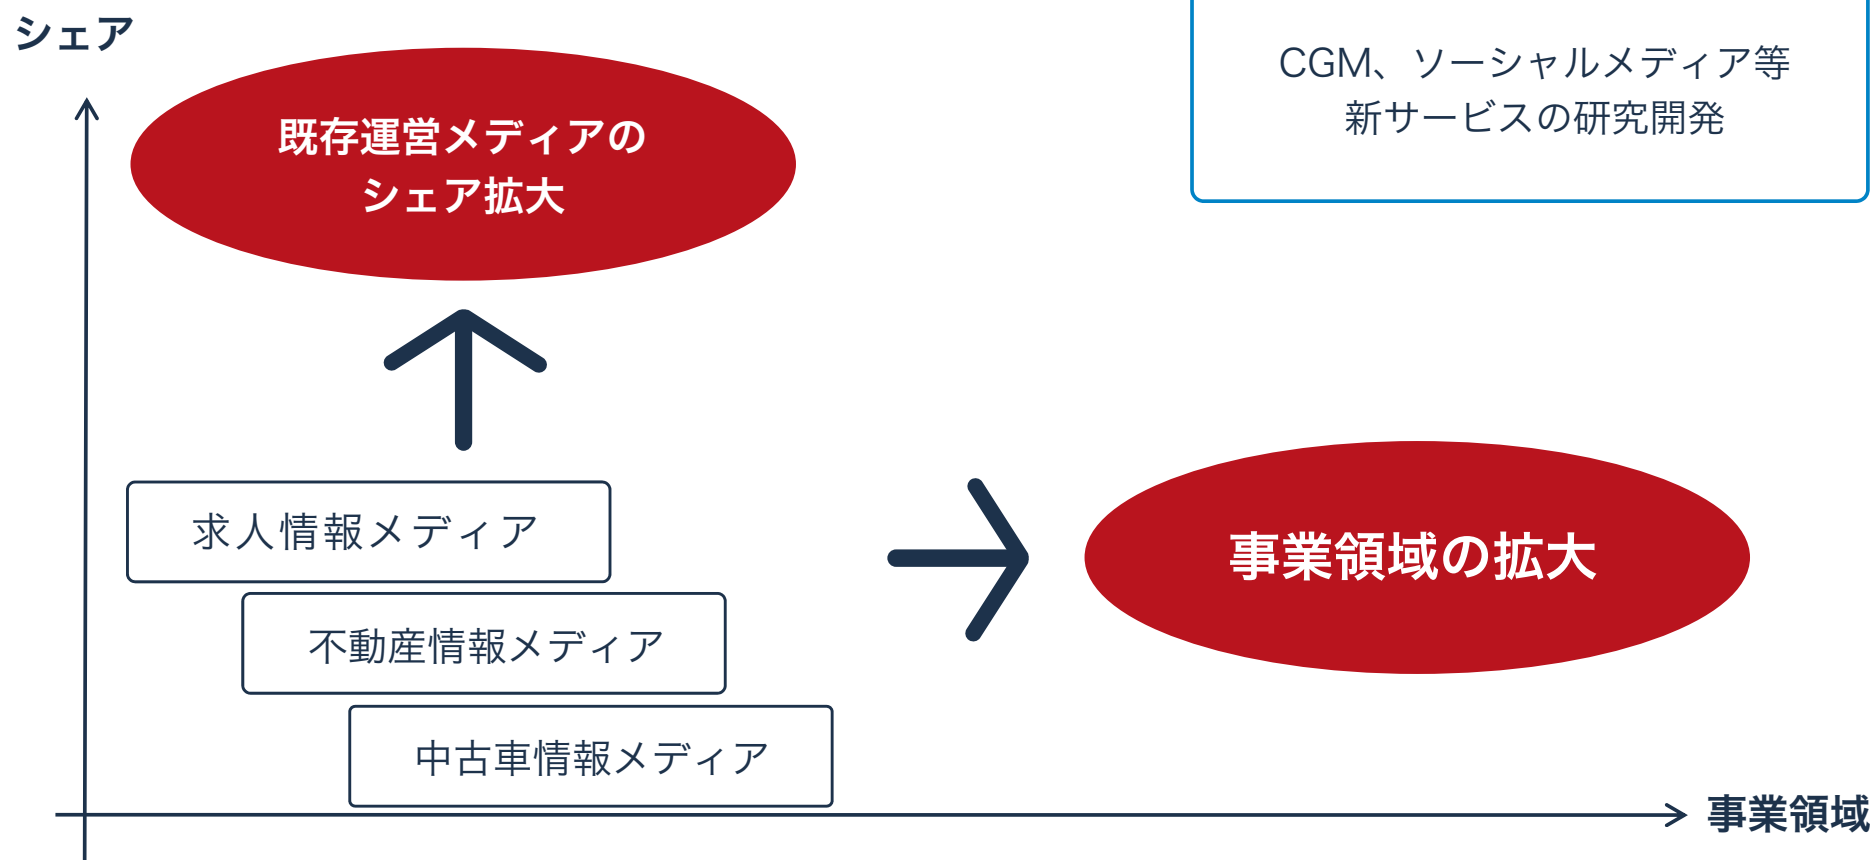 シェア
CGM、ソーシャルメディア等
新サービスの研究開発
既存運営メディアの
シェア拡大
求人情報メディア
事業領域の拡大
不動産情報メディア
中古車情報メディア
事業領域